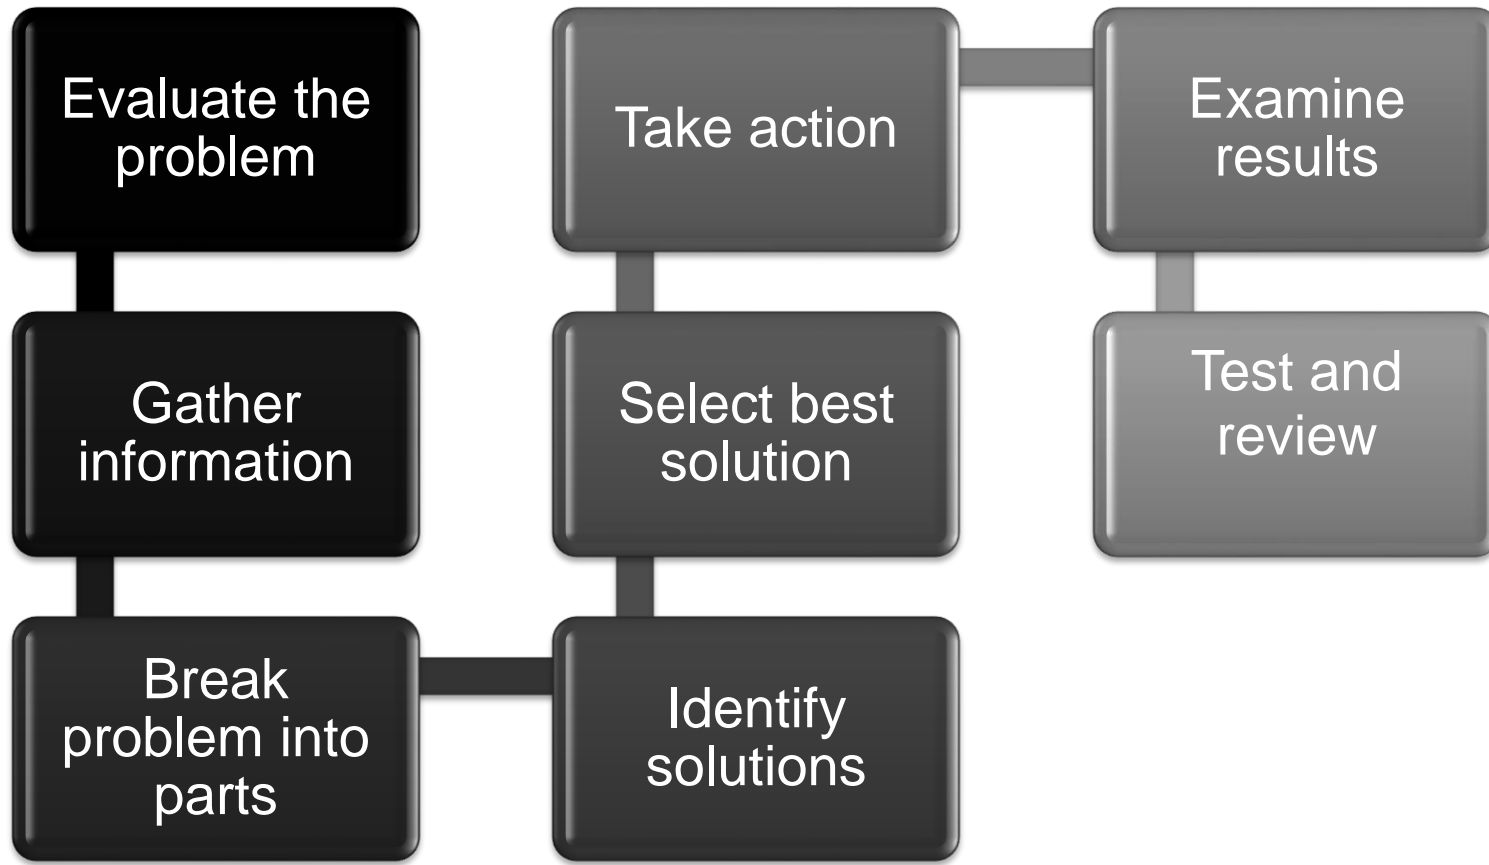 Evaluate the
problem
Gather
information
Break
problem into
parts
Identify
solutions
Select best
solution
Take action
Examine
results
Test and
review